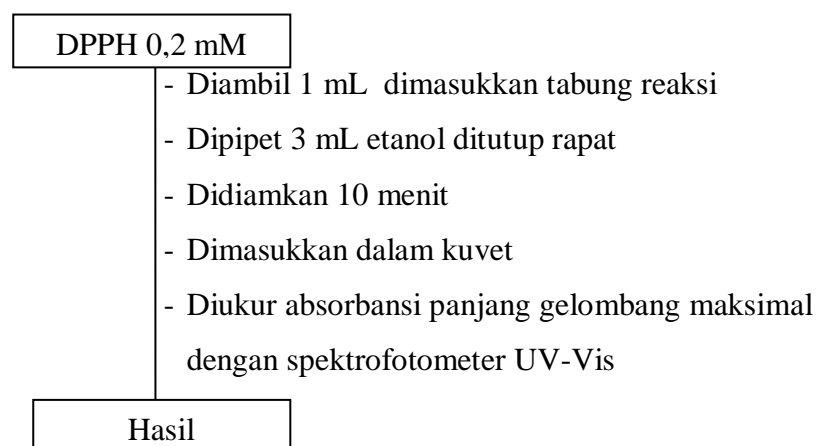 DPPH 0,2 mM
- Diambil 1 mL dimasukkan tabung reaksi
- Dipipet 3 mL etanol ditutup rapat
- Didiamkan 10 menit
- Dimasukkan dalam kuvet
- Diukur absorbansi panjang gelombang maksimal
dengan spektrofotometer UV-Vis
Hasil